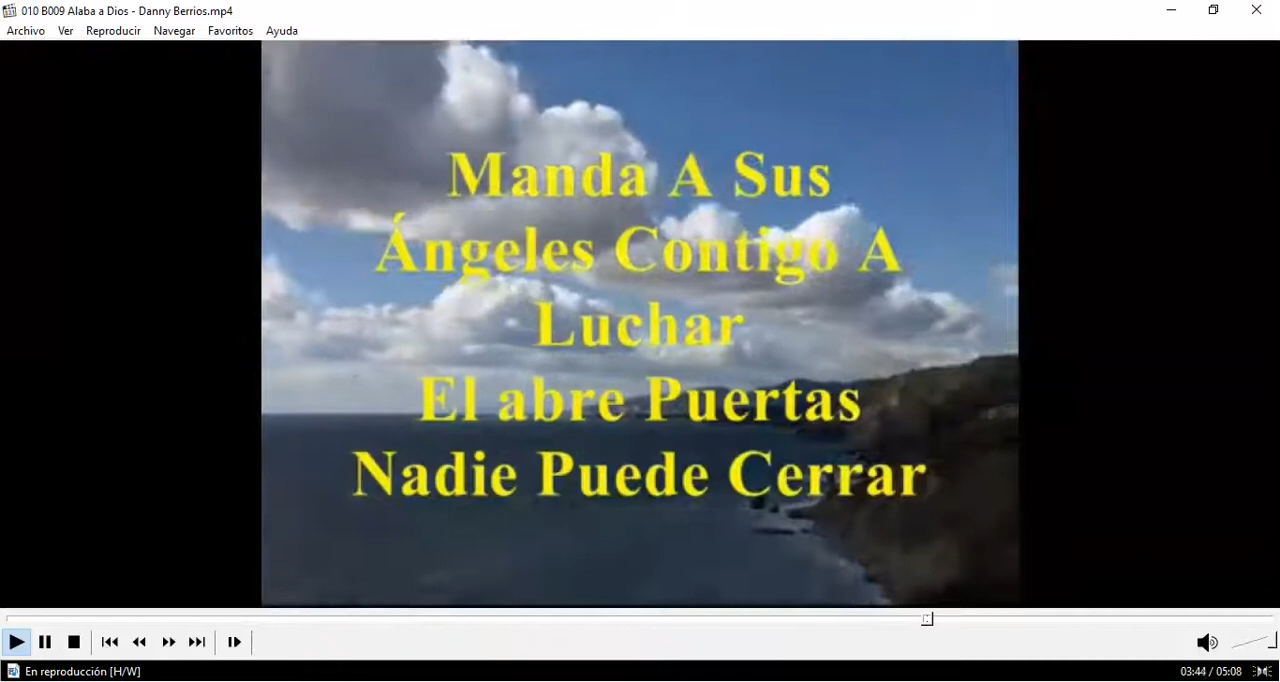 010 B009 Alaba a Dios - Danny Berrios.mp4
Archivo Ver Reproducir Navegar Favoritos Ayuda
Manda A Sus
Ángeles Contigo A
Luchar
El abre Puertas
Nadie Puede Cerrar
En reproducción [H/W]
03:44 / 05:08